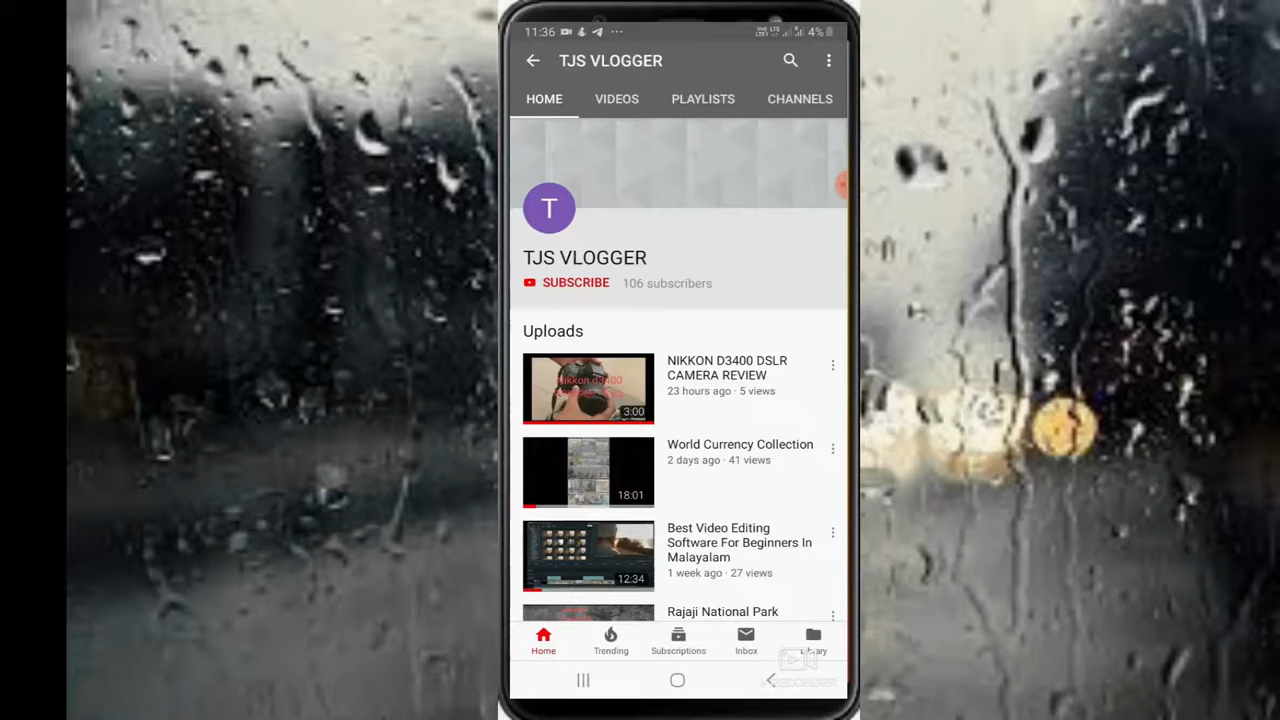 11:36
4%
TJS VLOGGER
HOME VIDEOS PLAYLISTS CHANNELS
T
TJS VLOGGER
SUBSCRIBE 106 subscribers
Uploads
NIKKON D3400 DSLR
CAMERA REVIEW
23 hours ago · 5 views
Nikkon d3400
3:00
World Currency Collection
2 days ago · 41 views
18:01
Best Video Editing
Software For Beginners In
Malayalam
1 week ago · 27 views
12:34
Rajaji National Park
Home Trending Subscriptions Inbox Library